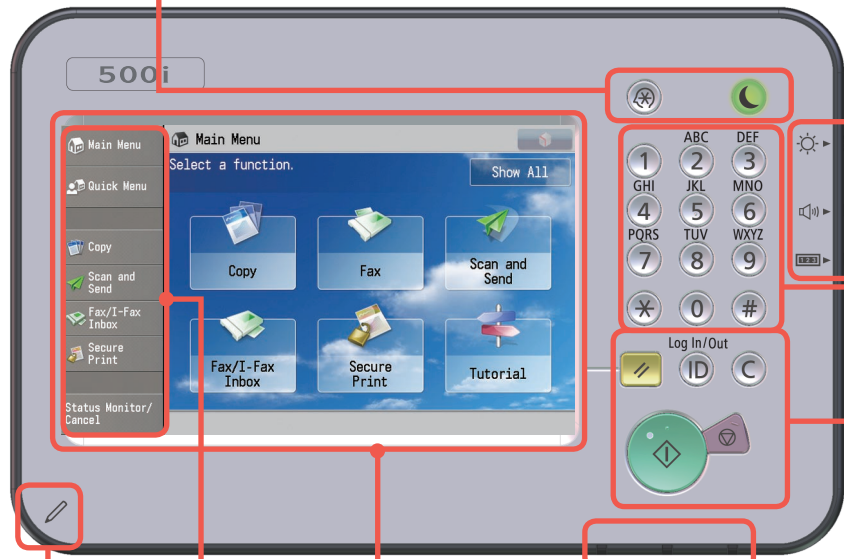 500i
Main Menu
Quick Menu
Copy
Scan and
Send
Fax/I-Fax
Inbox
Secure
Print
Status Monitor/
Cancel
Main Menu
Select a function.
Show All
Copy
Fax
Scan and
Send
Fax/I-Fax
Inbox
Secure
Print
Tutorial
ABC DEF
1 2 3
GHI JKL MNO
4 5 6
PQRS TUV WXYZ
7 8 9
* 0 #
Log In/Out
ID C
123